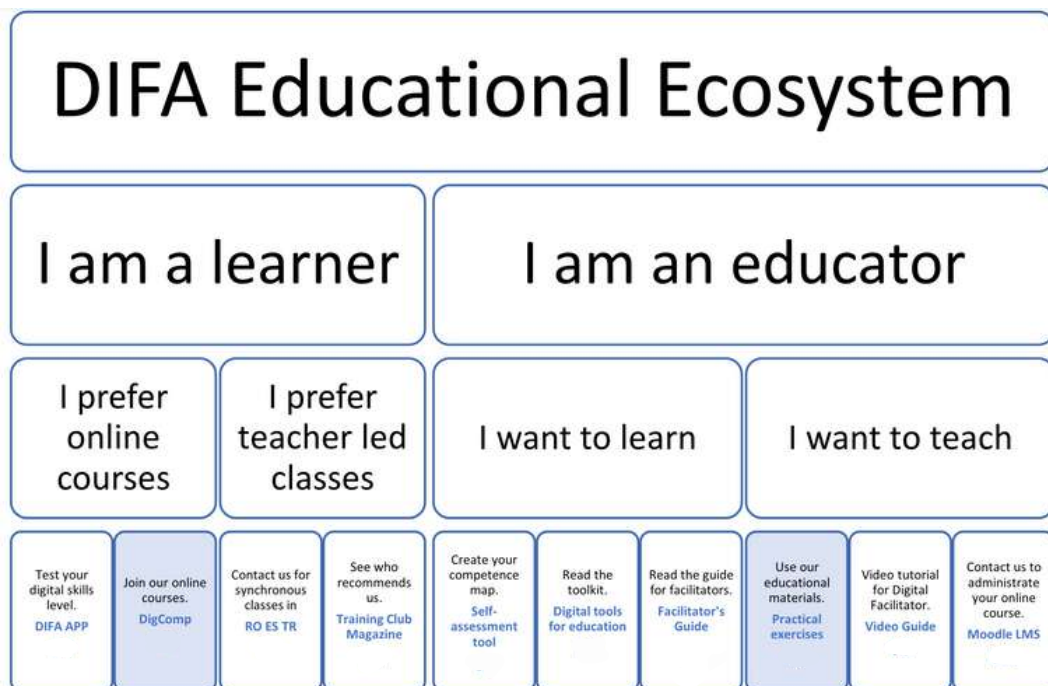 DIFA Educational Ecosystem
I am a learner
I am an educator
I prefer
online
courses
I prefer
teacher led
classes
I want to learn
I want to teach
Test your
digital skills
level.
DIFA APP
Join our online
courses.
DigComp
Contact us for
synchronous
classes in
RO ES TR
See who
recommends
us.
Training Club
Magazine
Create your
competence
map.
Self-
assessment
tool
Read the
toolkit.
Digital tools
for education
Read the guide
for facilitators.
Facilitator's
Guide
Use our
educational
materials.
Practical
exercises
Video tutorial
for Digital
Facilitator.
Video Guide
Contact us to
administrate
your online
course.
Moodle LMS